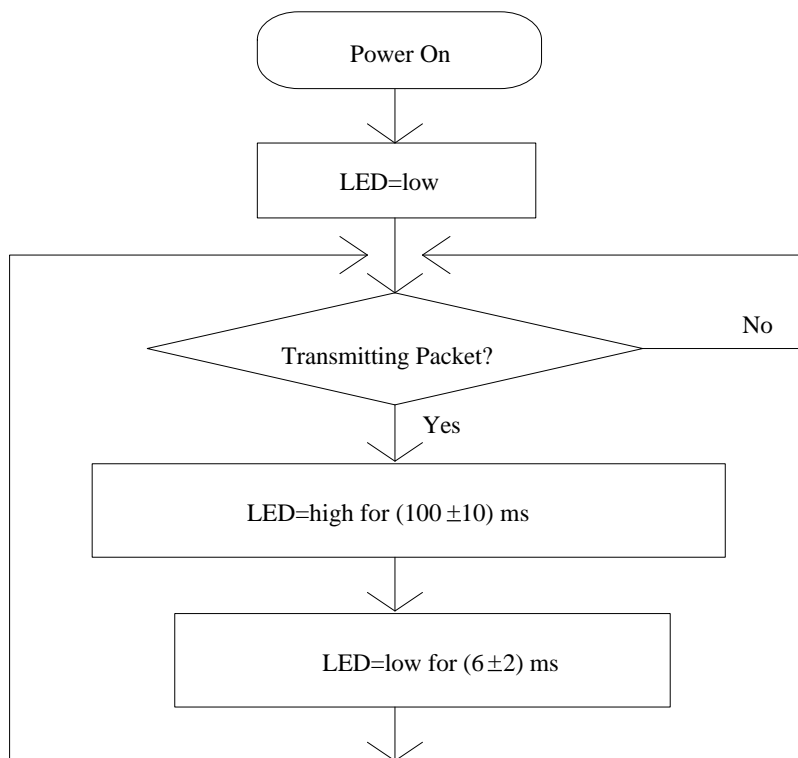 Power On
LED=low
No
Transmitting Packet?
Yes
LED=high for (100 ±10) ms
LED=low for (6 ±2) ms